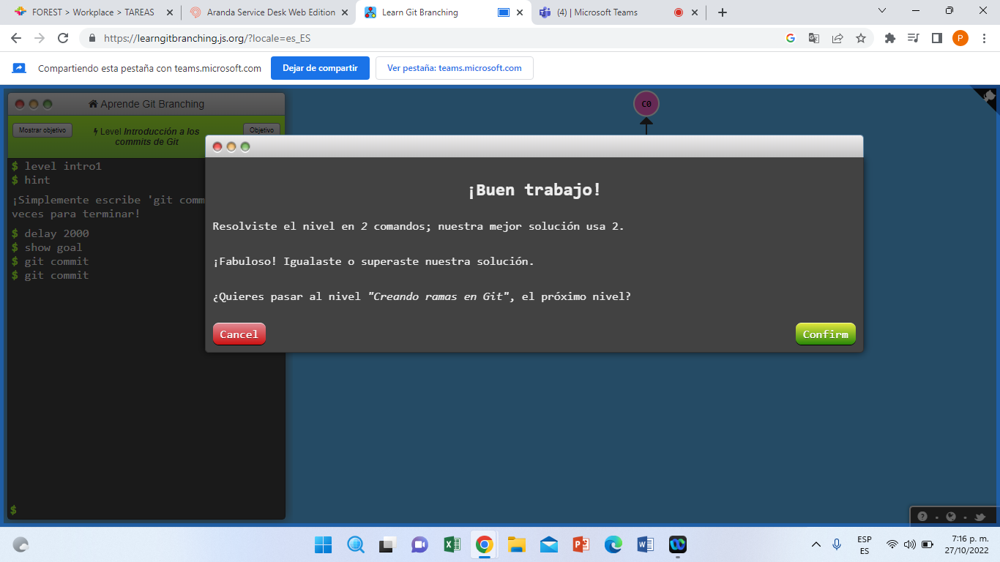 FOREST > Workplace > TAREAS
Aranda Service Desk Web Edition
Learn Git Branching
(4) | Microsoft Teams
https://learngitbranching.js.org/?locale=es_ES
P
Compartiendo esta pestaña con teams.microsoft.com
Dejar de compartir
Ver pestaña: teams.microsoft.com
Aprende Git Branching
Mostrar objetivo
Level Introducción a los
commits de Git
Objetivo
$ level intro1
$ hint
¡Simplemente escribe 'git comm
veces para terminar!
$ delay 2000
$ show goal
$ git commit
$ git commit
$
C0
¡Buen trabajo!
Resolviste el nivel en 2 comandos; nuestra mejor solución usa 2.
¡Fabuloso! Igualaste o superaste nuestra solución.
¿Quieres pasar al nivel "Creando ramas en Git", el próximo nivel?
Cancel
Confirm
ESP
ES
7:16 p. m.
27/10/2022